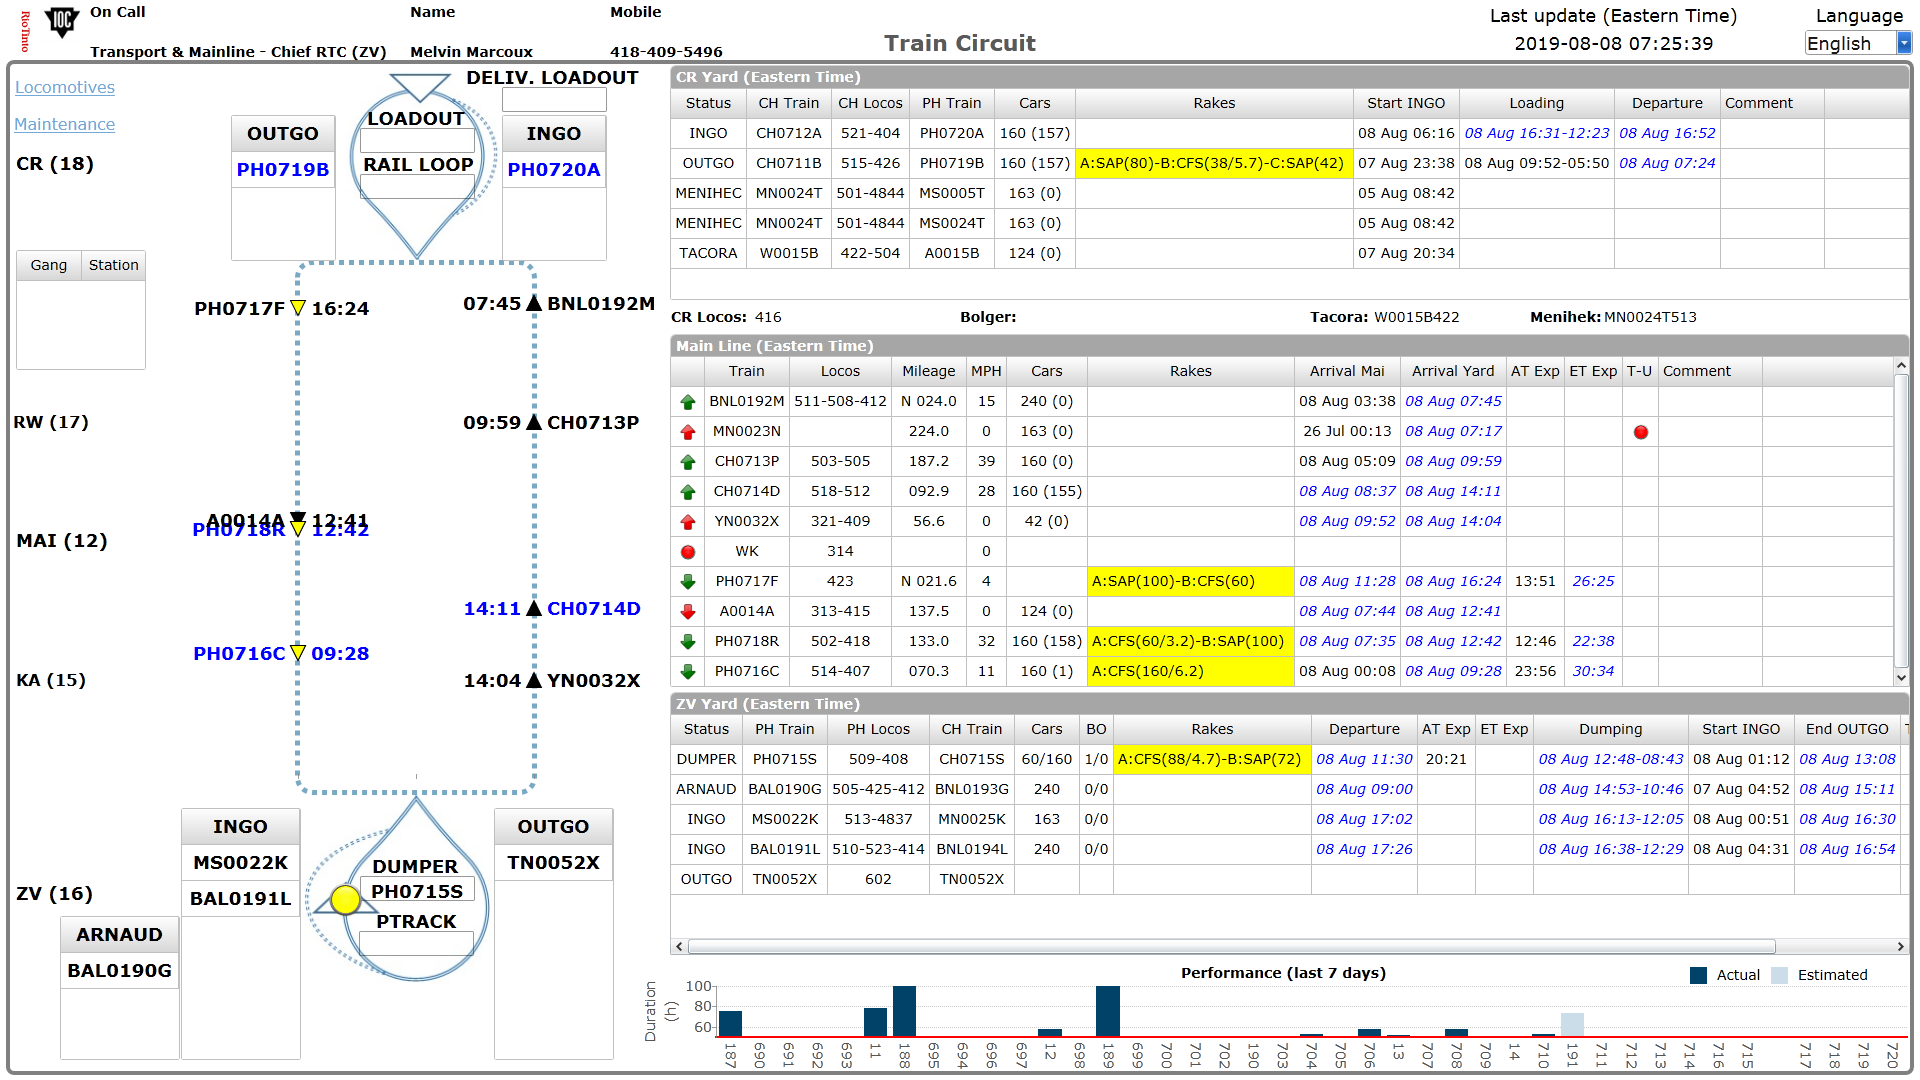 RioTinto
IOC
On Call Name Mobile
Transport & Mainline - Chief RTC (ZV) Melvin Marcoux 418-409-5496
Train Circuit
Last update (Eastern Time)
2019-08-08 07:25:39
Language
English
Locomotives
Maintenance
CR (18)
OUTGO
PH0719B
DELIV. LOADOUT
LOADOUT
RAIL LOOP
INGO
PH0720A
Gang Station
PH0717F 16:24
07:45 BNL0192M
RW (17)
09:59 CH0713P
A0014A 12:41
PH0718R 12:42
MAI (12)
14:11 CH0714D
PH0716C 09:28
KA (15)
14:04 YN0032X
INGO
MS0022K
BAL0191L
OUTGO
TN0052X
DUMPER
PH0715S
PTRACK
ZV (16)
ARNAUD
BAL0190G
CR Yard (Eastern Time)
Status CH Train CH Locos PH Train Cars Rakes Start INGO Loading Departure Comment
INGO CH0712A 521-404 PH0720A 160 (157) 08 Aug 06:16 08 Aug 16:31-12:23 08 Aug 16:52
OUTGO CH0711B 515-426 PH0719B 160 (157) A:SAP(80)-B:CFS(38/5.7)-C:SAP(42) 07 Aug 23:38 08 Aug 09:52-05:50 08 Aug 07:24
MENIHEC MN0024T 501-4844 MS0005T 163 (0) 05 Aug 08:42
MENIHEC MN0024T 501-4844 MS0024T 163 (0) 05 Aug 08:42
TACORA W0015B 422-504 A0015B 124 (0) 07 Aug 20:34
CR Locos: 416 Bolger: Tacora: W0015B422 Menihek: MN0024T513
Main Line (Eastern Time)
Train Locos Mileage MPH Cars Rakes Arrival Mai Arrival Yard AT Exp ET Exp T-U Comment
BNL0192M 511-508-412 N 024.0 15 240 (0) 08 Aug 03:38 08 Aug 07:45
MN0023N 224.0 0 163 (0) 26 Jul 00:13 08 Aug 07:17
CH0713P 503-505 187.2 39 160 (0) 08 Aug 05:09 08 Aug 09:59
CH0714D 518-512 092.9 28 160 (155) 08 Aug 08:37 08 Aug 14:11
YN0032X 321-409 56.6 0 42 (0) 08 Aug 09:52 08 Aug 14:04
WK 314 0
PH0717F 423 N 021.6 4 A:SAP(100)-B:CFS(60) 08 Aug 11:28 08 Aug 16:24 13:51 26:25
A0014A 313-415 137.5 0 124 (0) 08 Aug 07:44 08 Aug 12:41
PH0718R 502-418 133.0 32 160 (158) A:CFS(60/3.2)-B:SAP(100) 08 Aug 07:35 08 Aug 12:42 12:46 22:38
PH0716C 514-407 070.3 11 160 (1) A:CFS(160/6.2) 08 Aug 00:08 08 Aug 09:28 23:56 30:34
ZV Yard (Eastern Time)
Status PH Train PH Locos CH Train Cars BO Rakes Departure AT Exp ET Exp Dumping Start INGO End OUTGO
DUMPER PH0715S 509-408 CH0715S 60/160 1/0 A:CFS(88/4.7)-B:SAP(72) 08 Aug 11:30 20:21 08 Aug 12:48-08:43 08 Aug 01:12 08 Aug 13:08
ARNAUD BAL0190G 505-425-412 BNL0193G 240 0/0 08 Aug 09:00 08 Aug 14:53-10:46 07 Aug 04:52 08 Aug 15:11
INGO MS0022K 513-4837 MN0025K 163 0/0 08 Aug 17:02 08 Aug 16:13-12:05 08 Aug 00:51 08 Aug 16:30
INGO BAL0191L 510-523-414 BNL0194L 240 0/0 08 Aug 17:26 08 Aug 16:38-12:29 08 Aug 04:31 08 Aug 16:54
OUTGO TN0052X 602 TN0052X
Performance (last 7 days)
Actual Estimated
Duration (h)
100
80
60
187 690 691 692 693 11 188 695 694 696 697 12 698 189 699 700 701 702 190 703 704 705 706 13 707 708 709 14 710 191 711 712 713 714 716 715 717 718 719 720